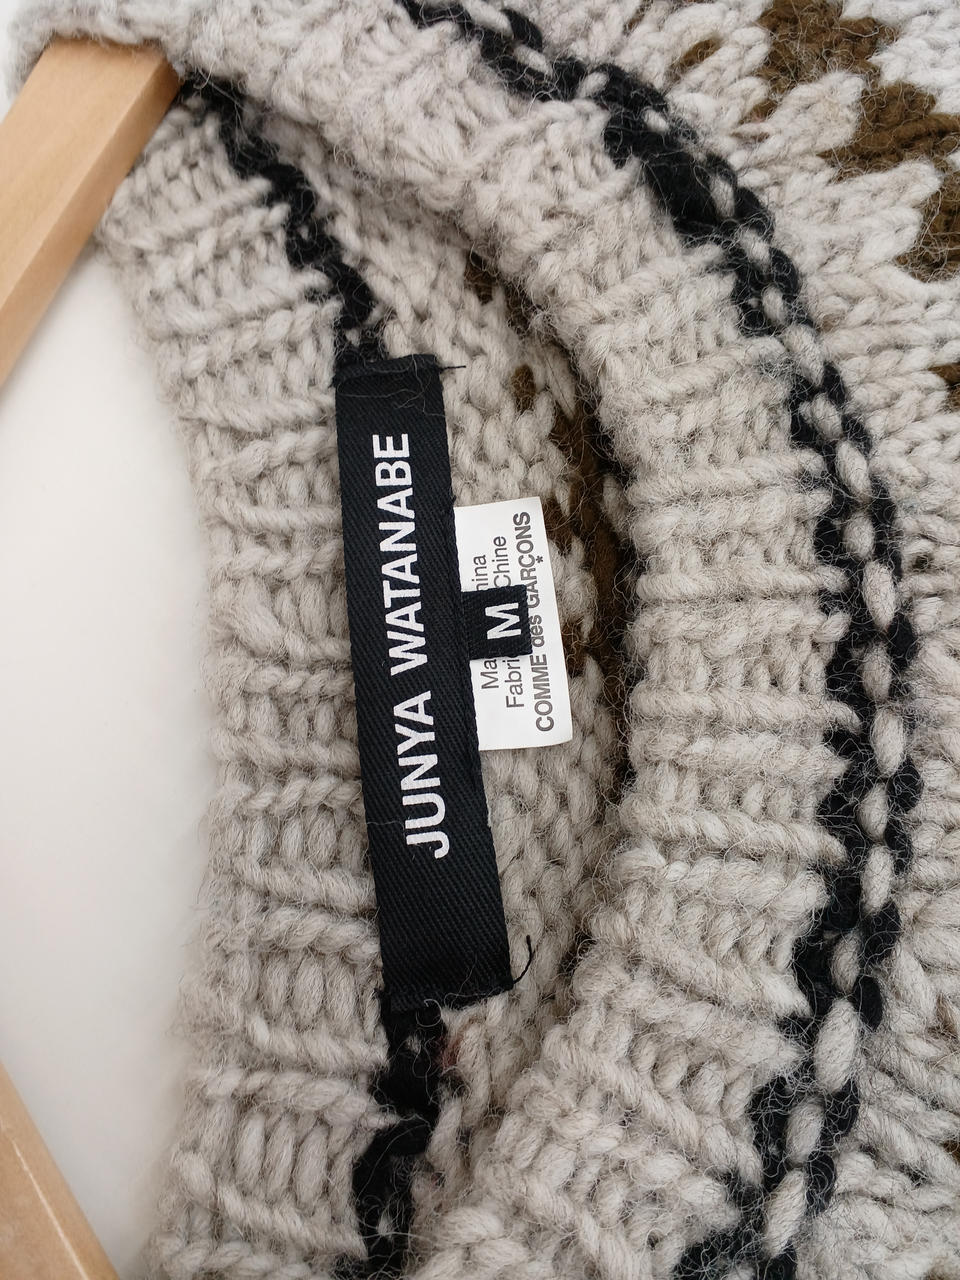 JUNYA WATANABE
M
Chine
COMME des GARÇONS